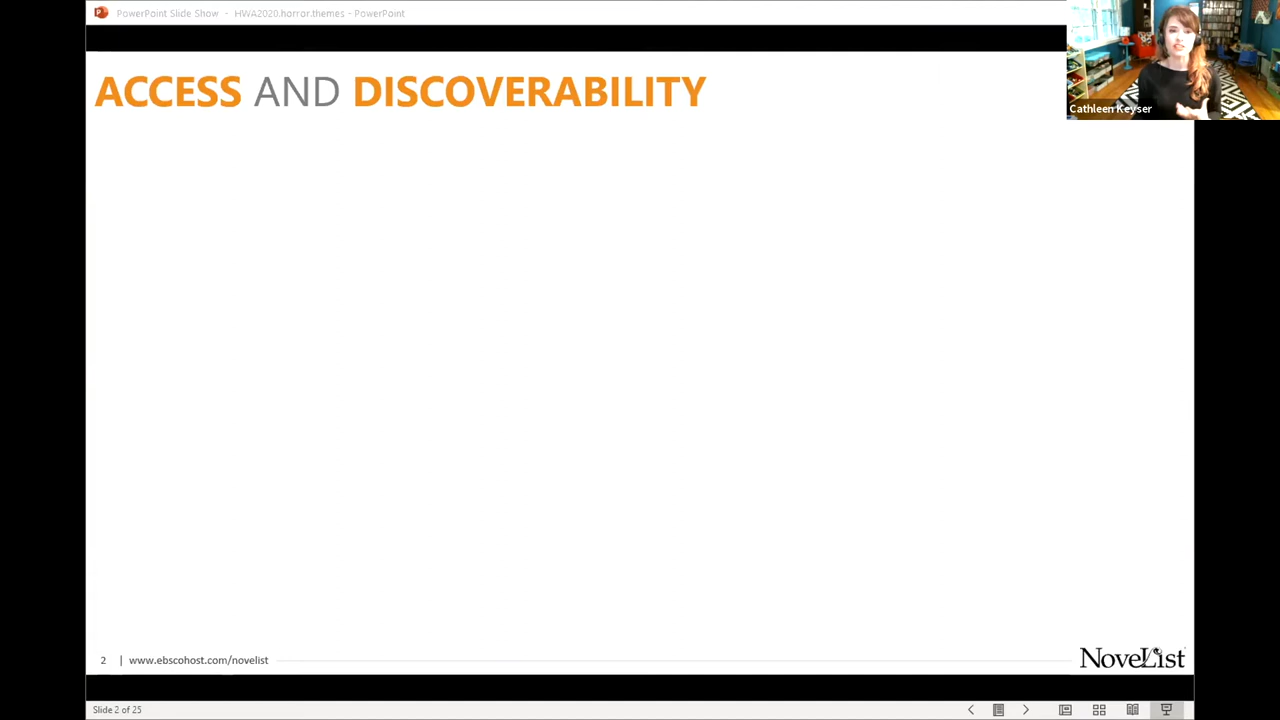 PowerPoint Slide Show - HWA2020.horror.themes - PowerPoint
Cathleen Keyser
ACCESS AND DISCOVERABILITY
2 | www.ebscohost.com/novelist
NoveList
Slide 2 of 25